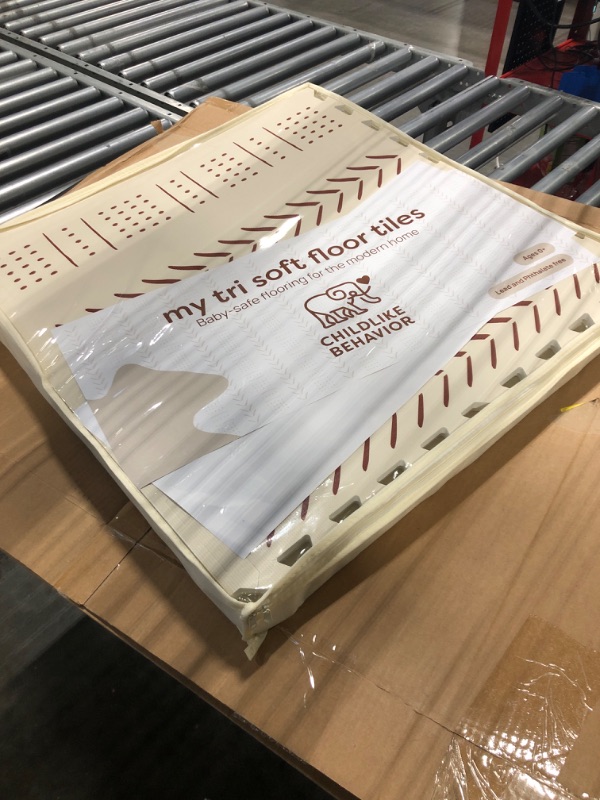 my tri soft floor tiles
Baby-safe flooring for the modern home
CHILDLIKE
BEHAVIOR
Ages 0+
Lead and Phthalate free